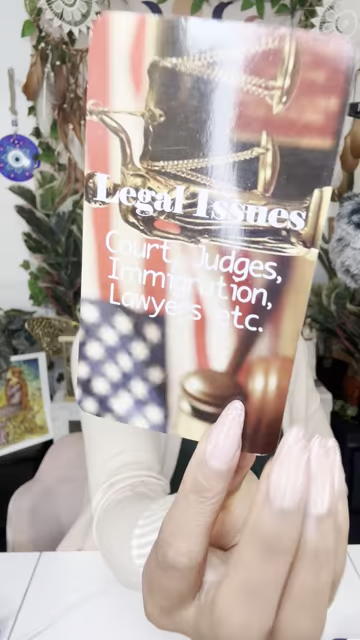 Legal Issues
Court, Judges,
Immigration,
Lawyers etc.